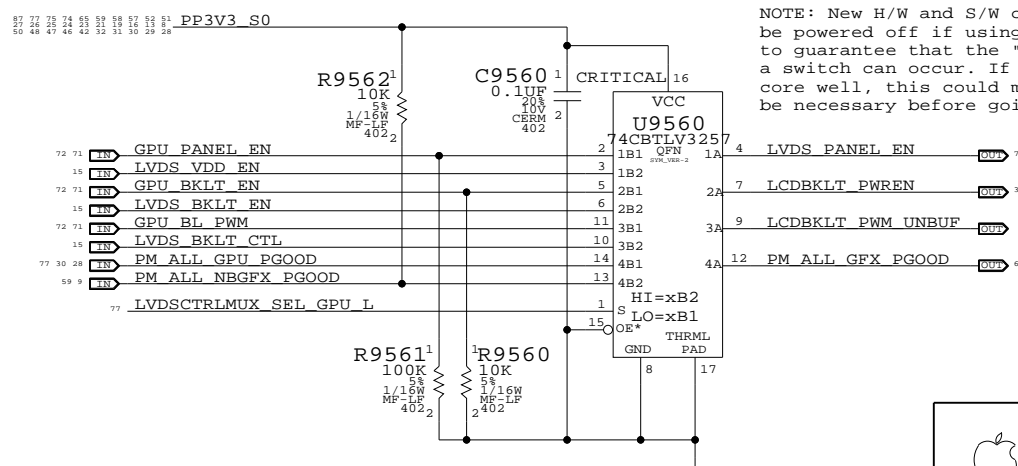 87 77 75 74 65 59 58 57 52 51
27 26 25 24 23 21 19 16 13 8
50 48 47 46 42 32 31 30 29 28
PP3V3_S0
NOTE: New H/W and S/W
be powered off if using
to guarantee that the "
a switch can occur. If
core well, this could
be necessary before
R9562 1
10K
5%
1/16W
MF-LF
402 2
C9560 1
0.1UF
20%
10V
CERM
402
2
CRITICAL 16
VCC
U9560
74CBTLV3257
QFN
SYM_VER-2
72 71 IN GPU_PANEL_EN 2 1B1 1A 4 LVDS_PANEL_EN OUT 7
15 IN LVDS_VDD_EN 3 1B2
72 71 IN GPU_BKLT_EN 5 2B1 2A 7 LCDBKLT_PWREN OUT 3
15 IN LVDS_BKLT_EN 6 2B2
72 71 IN GPU_BL_PWM 11 3B1 3A 9 LCDBKLT_PWM_UNBUF OUT
15 IN LVDS_BKLT_CTL 10 3B2
77 30 28 IN PM_ALL_GPU_PGOOD 14 4B1 4A 12 PM_ALL_GFX_PGOOD OUT 6
59 9 IN PM_ALL_NBGFX_PGOOD 13 4B2
77 LVDSCTRLMUX_SEL_GPU_L 1 S
HI=xB2
LO=xB1
15 OE*
THRML
GND PAD
8 17
R9561 1
100K
5%
1/16W
MF-LF
402 2
1 R9560
10K
5%
1/16W
MF-LF
2 402